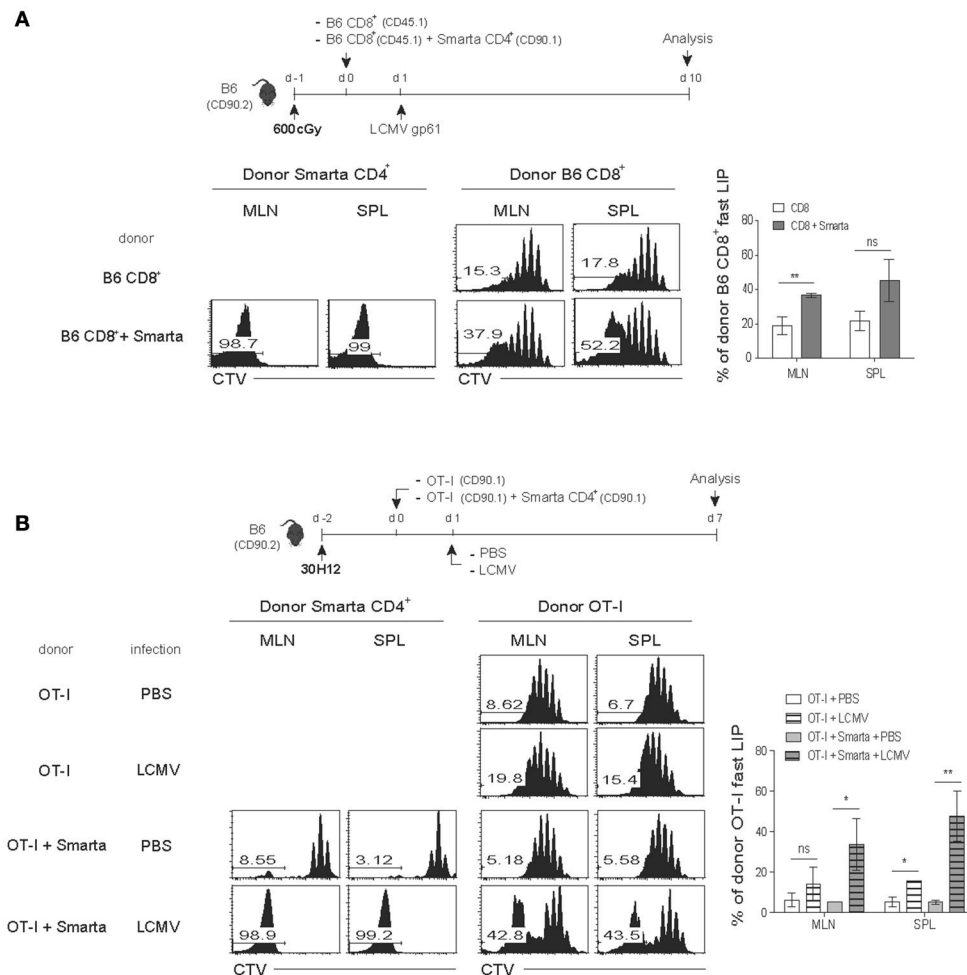 A
- B6 CD8⁺ (CD45.1)
- B6 CD8⁺ (CD45.1) + Smarta CD4⁺ (CD90.1)
Analysis
B6
(CD90.2)
d -1
d 0
d 1
d 10
600cGy
LCMV gp61
Donor Smarta CD4⁺
Donor B6 CD8⁺
MLN
SPL
MLN
SPL
donor
B6 CD8⁺
15.3
17.8
B6 CD8⁺ + Smarta
98.7
99
37.9
52.2
CTV
CTV
% of donor B6 CD8⁺ fast LIP
CD8
CD8 + Smarta
80
60
40
20
0
**
ns
MLN
SPL
B
- OT-I (CD90.1)
- OT-I (CD90.1) + Smarta CD4⁺ (CD90.1)
Analysis
B6
(CD90.2)
d -2
d 0
d 1
d 7
30H12
- PBS
- LCMV
Donor Smarta CD4⁺
Donor OT-I
donor
infection
MLN
SPL
MLN
SPL
OT-I
PBS
8.62
6.7
OT-I
LCMV
19.8
15.4
OT-I + Smarta
PBS
8.55
3.12
5.18
5.58
OT-I + Smarta
LCMV
98.9
99.2
42.8
43.5
CTV
CTV
% of donor OT-I fast LIP
OT-I + PBS
OT-I + LCMV
OT-I + Smarta + PBS
OT-I + Smarta + LCMV
80
60
40
20
0
ns
*
*
**
MLN
SPL